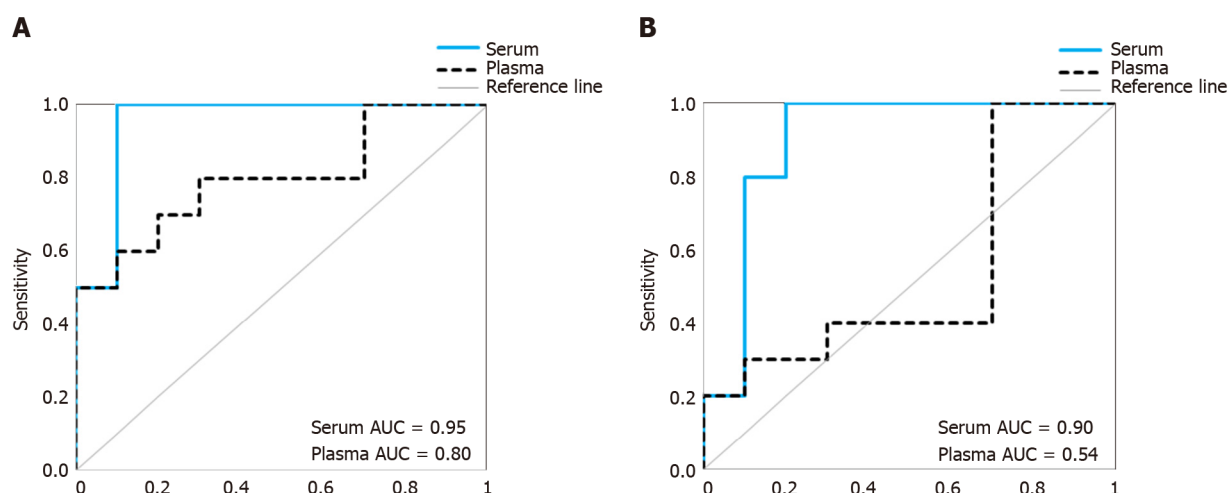 A
Serum
Plasma
Reference line
1.0
0.8
0.6
0.4
0.2
0.0
Sensitivity
Serum AUC = 0.95
Plasma AUC = 0.80
0 0.2 0.4 0.6 0.8 1
B
Serum
Plasma
Reference line
1.0
0.8
0.6
0.4
0.2
0.0
Sensitivity
Serum AUC = 0.90
Plasma AUC = 0.54
0 0.2 0.4 0.6 0.8 1